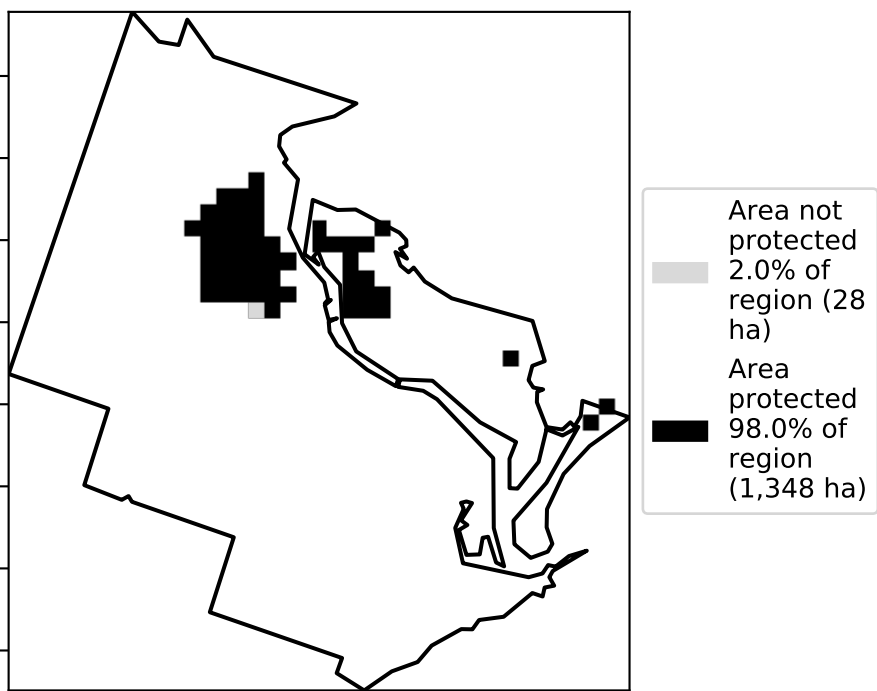 Area not
protected
2.0% of
region (28
ha)
Area
protected
98.0% of
region
(1,348 ha)